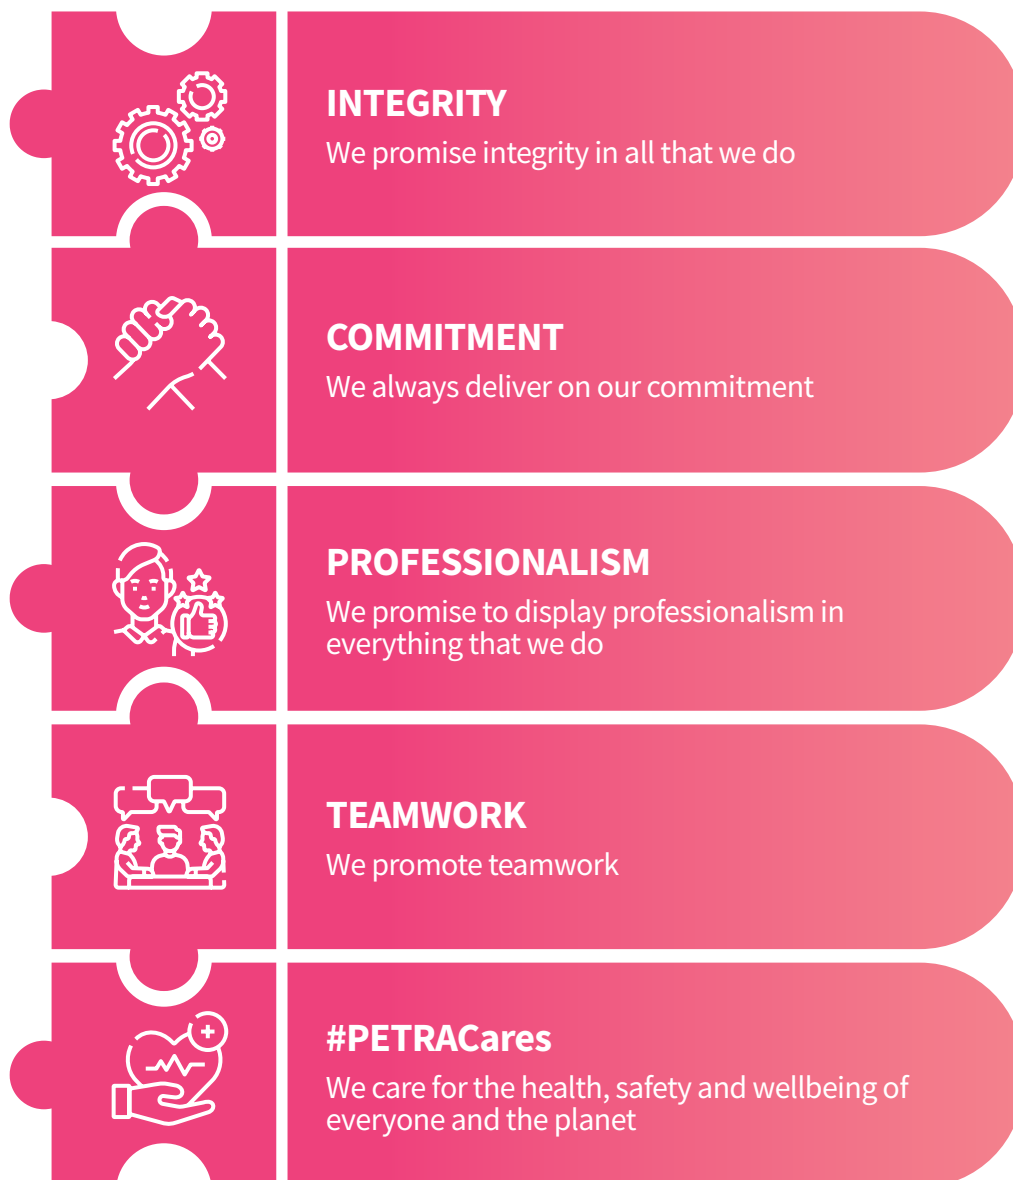 INTEGRITY
We promise integrity in all that we do
COMMITMENT
We always deliver on our commitment
PROFESSIONALISM
We promise to display professionalism in
everything that we do
TEAMWORK
We promote teamwork
#PETRACares
We care for the health, safety and wellbeing of
everyone and the planet